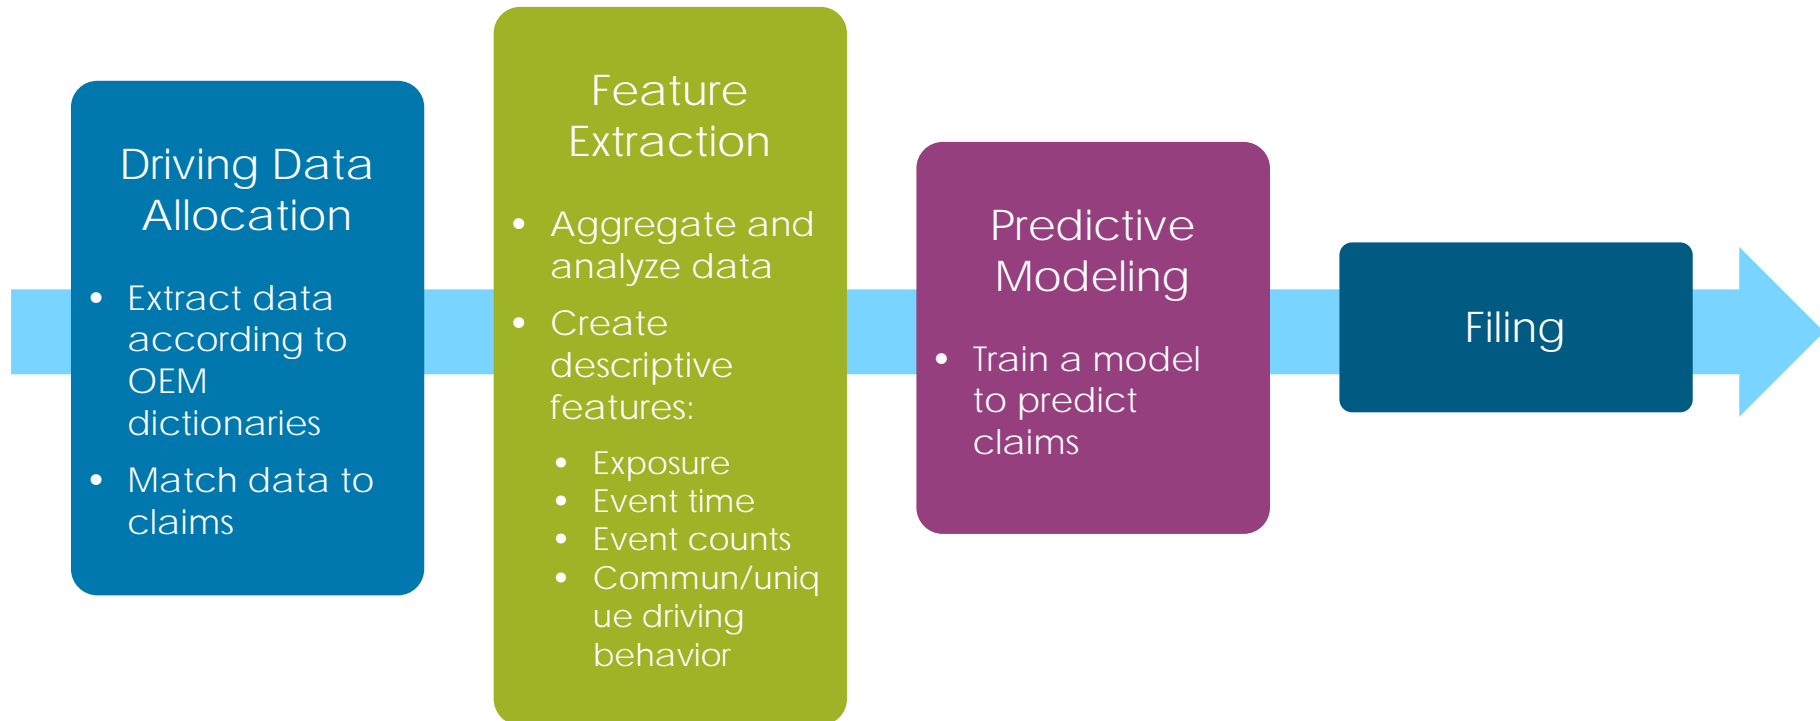 Driving Data
Allocation
• Extract data
according to
OEM
dictionaries
• Match data to
claims
Feature
Extraction
• Aggregate and
analyze data
• Create
descriptive
features:
• Exposure
• Event time
• Event counts
• Commun/uniq
ue driving
behavior
Predictive
Modeling
• Train a model
to predict
claims
Filing